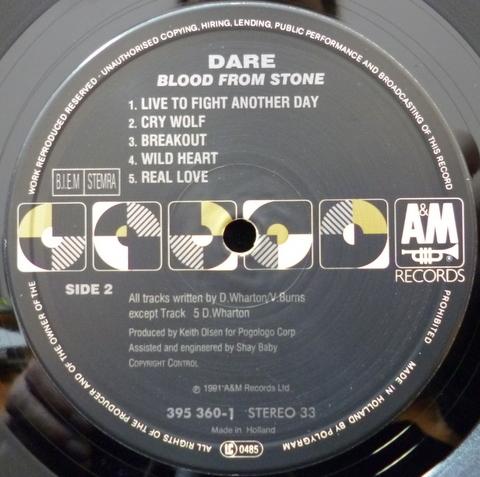 WORK REPRODUCED RESERVED - UNAUTHORISED COPYING, HIRING, LENDING, PUBLIC PERFORMANCE AND BROADCASTING OF THIS RECORD PROHIBITED
DARE
BLOOD FROM STONE
1. LIVE TO FIGHT ANOTHER DAY
2. CRY WOLF
3. BREAKOUT
4. WILD HEART
5. REAL LOVE
B.I.E.M STEMRA
A&M
RECORDS
SIDE 2
All tracks written by D.Wharton/V.Burns
except Track 5 D.Wharton
Produced by Keith Olsen for Pogologo Corp
Assisted and engineered by Shay Baby
COPYRIGHT CONTROL
℗ 1991 A&M Records Ltd
395 360-1 STEREO 33
Made in Holland
LC 0485
MADE IN HOLLAND BY POLYGRAM
ALL RIGHTS OF THE PRODUCER AND OF THE OWNER OF THE